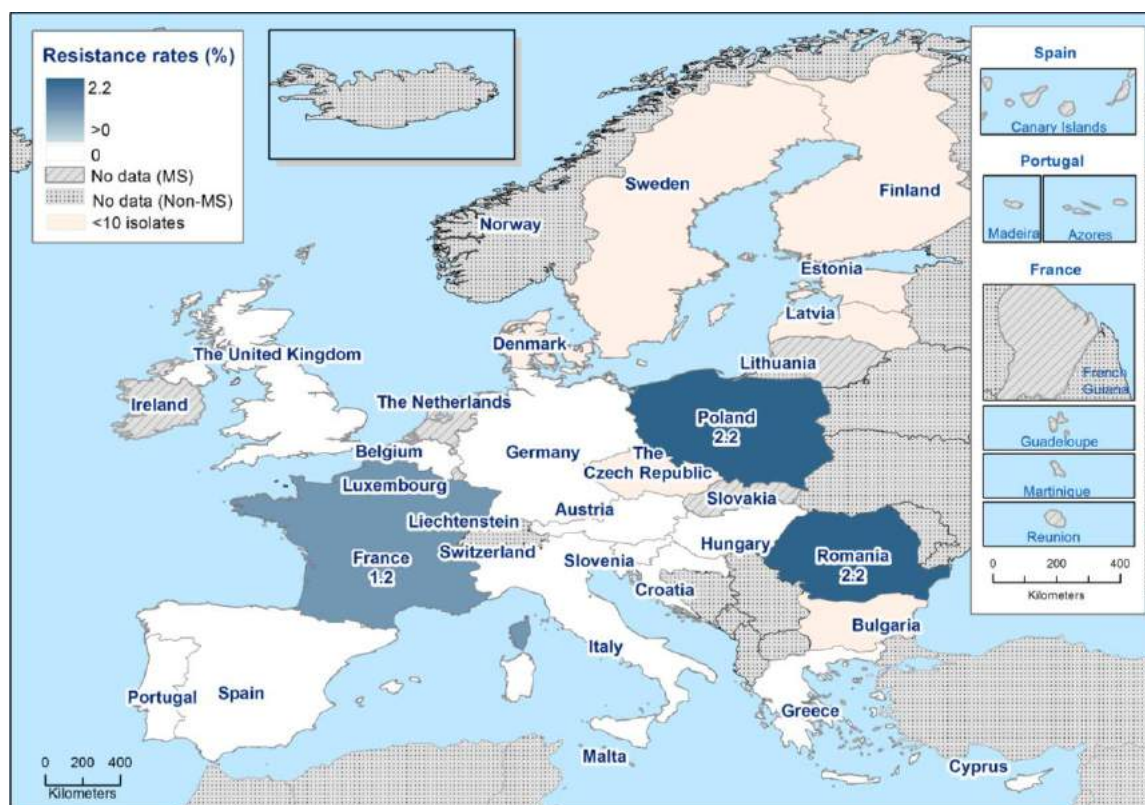 Resistance rates (%)
2.2
>0
0
No data (MS)
No data (Non-MS)
<10 isolates
Spain
Canary Islands
Portugal
Madeira
Azores
France
French
Guiana
Guadeloupe
Martinique
Reunion
0 200 400
Kilometers
Sweden
Finland
Norway
Estonia
Latvia
Denmark
Lithuania
The United Kingdom
Ireland
The Netherlands
Poland
2.2
Belgium
Germany
The
Czech Republic
Luxembourg
Slovakia
Liechtenstein
Austria
Switzerland
Hungary
France
1.2
Slovenia
Romania
2.2
Croatia
Bulgaria
Italy
Portugal
Spain
Greece
Malta
Cyprus
0 200 400
Kilometers